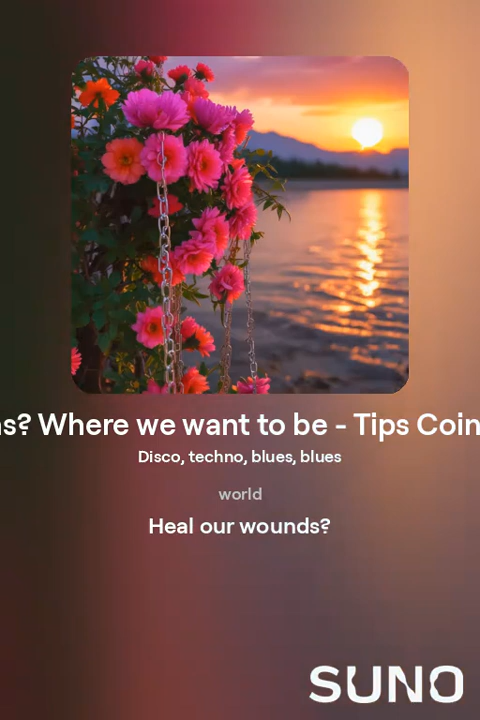 s? Where we want to be - Tips Coin
Disco, techno, blues, blues
world
Heal our wounds?
SUNO